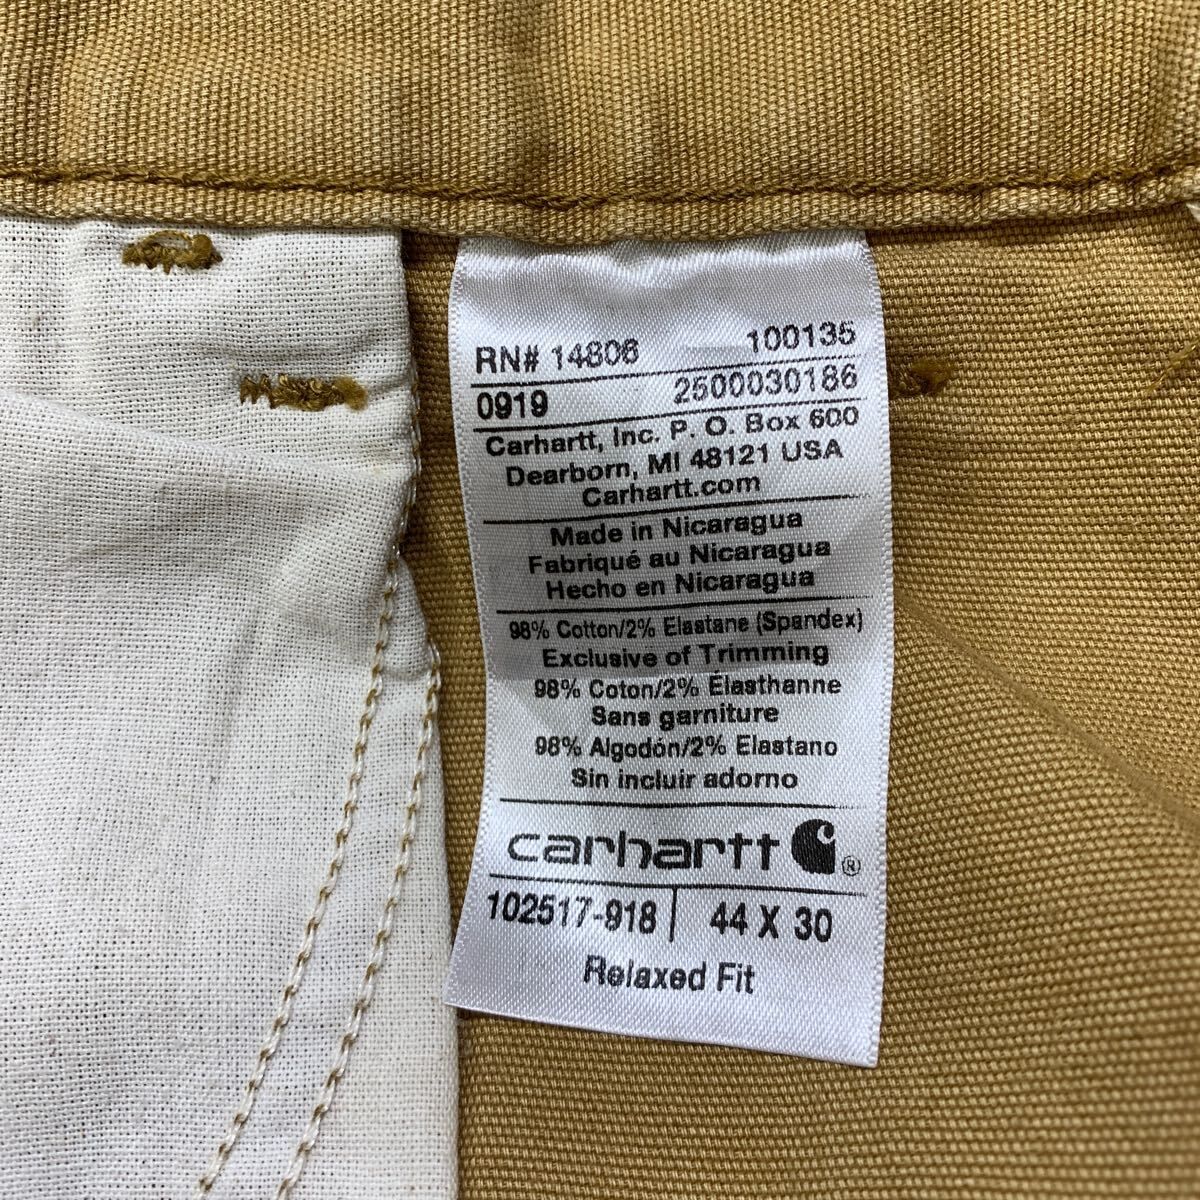 RN# 14806 100135
0919 2500030186
Carhartt, Inc. P. O. Box 600
Dearborn, MI 48121 USA
Carhartt.com
Made in Nicaragua
Fabriqué au Nicaragua
Hecho en Nicaragua
98% Cotton/2% Elastane (Spandex)
Exclusive of Trimming
98% Coton/2% Élasthanne
Sans garniture
98% Algodón/2% Elastano
Sin incluir adorno
carhartt ®
102517-918 | 44 X 30
Relaxed Fit